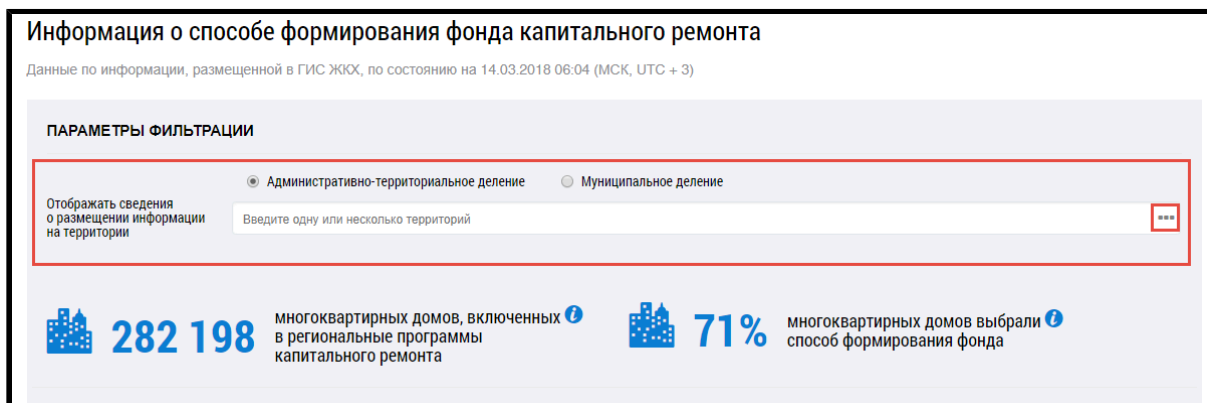 Информация о способе формирования фонда капитального ремонта
Данные по информации, размещенной в ГИС ЖКХ, по состоянию на 14.03.2018 06:04 (МСК, UTC + 3)
ПАРАМЕТРЫ ФИЛЬТРАЦИИ
Административно-территориальное деление Муниципальное деление
Отображать сведения
о размещении информации
на территории
Введите одну или несколько территорий
282 198
многоквартирных домов, включенных
в региональные программы
капитального ремонта
71%
многоквартирных домов выбрали
способ формирования фонда